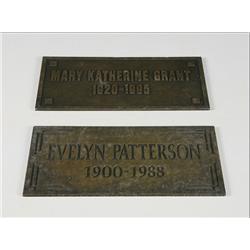 MARY KATHERINE GRANT
1920-1995
EVELYN PATTERSON
1900-1988